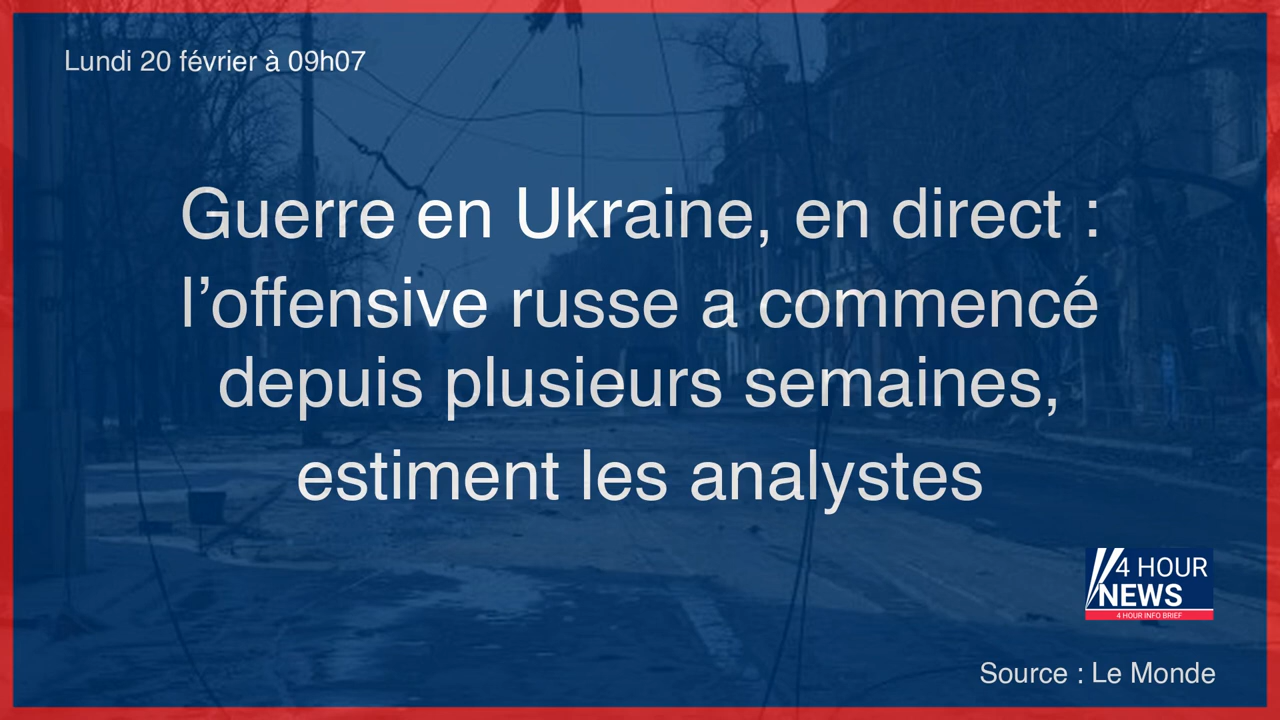 Lundi 20 février à 09h07
Guerre en Ukraine, en direct :
l’offensive russe a commencé
depuis plusieurs semaines,
estiment les analystes
4 HOUR
NEWS
4 HOUR INFO BRIEF
Source : Le Monde